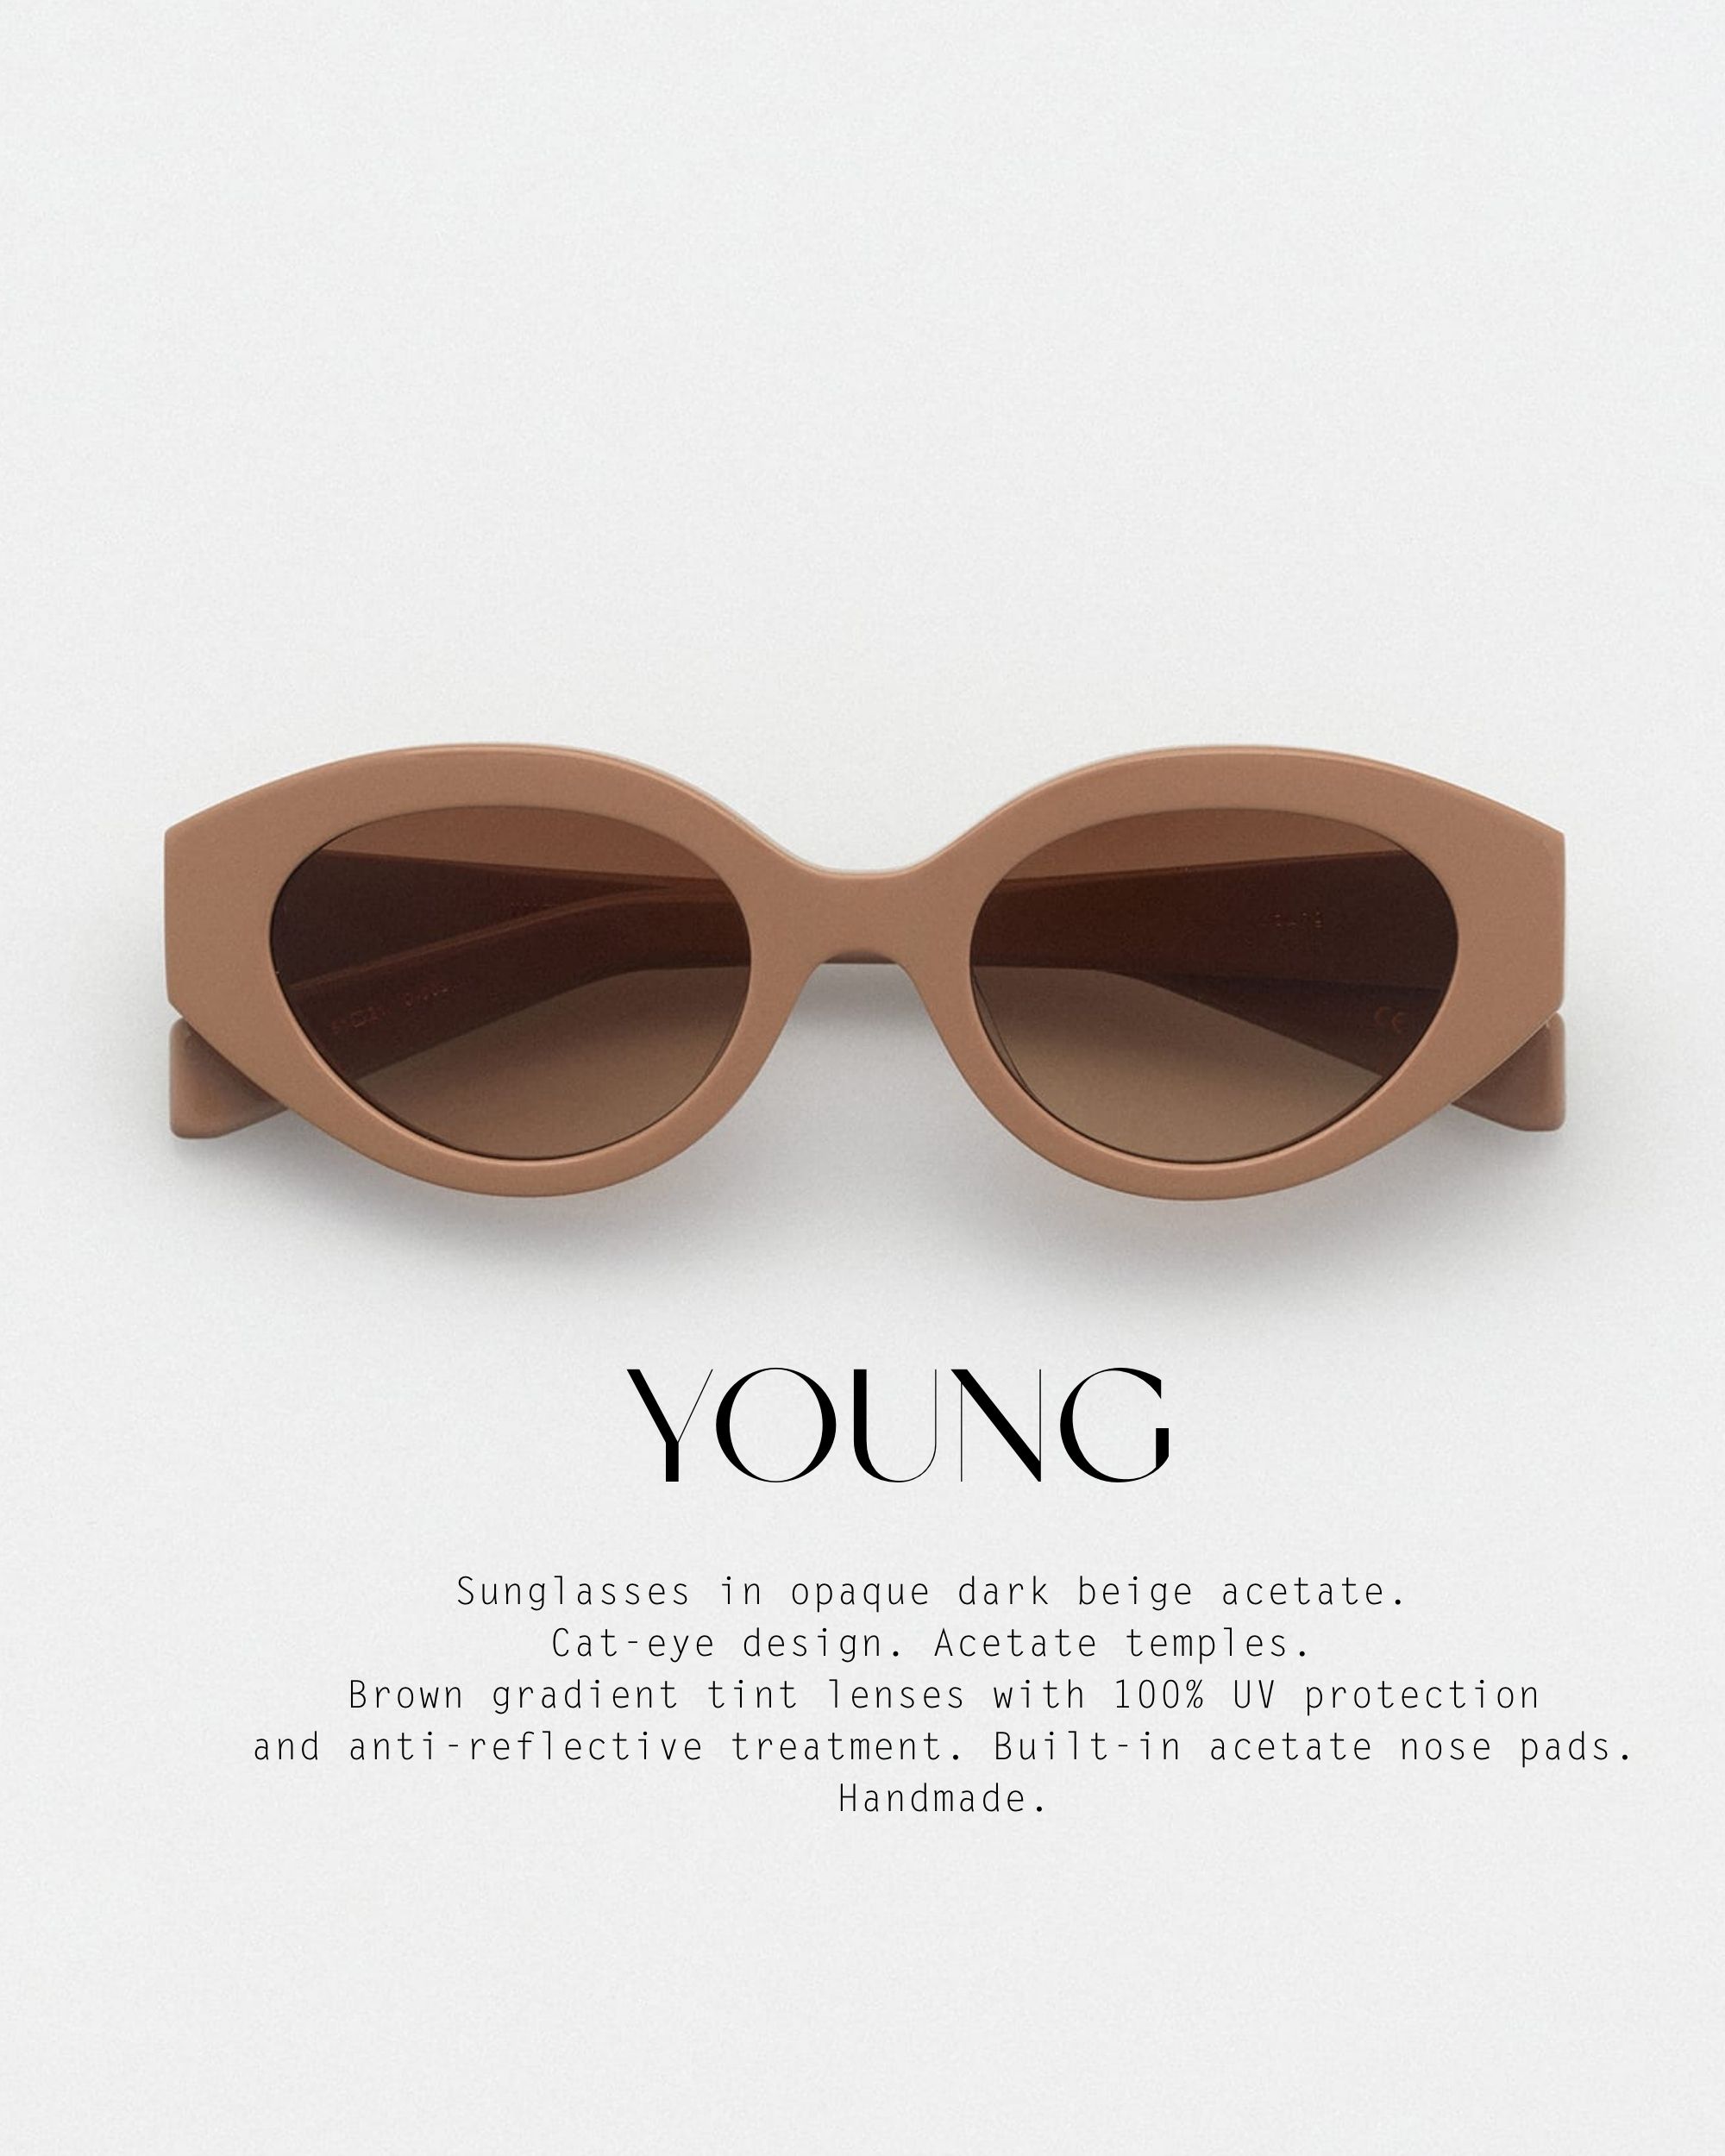 YOUNG
Sunglasses in opaque dark beige acetate.
Cat-eye design. Acetate temples.
Brown gradient tint lenses with 100% UV protection
and anti-reflective treatment. Built-in acetate nose pads.
Handmade.
CE